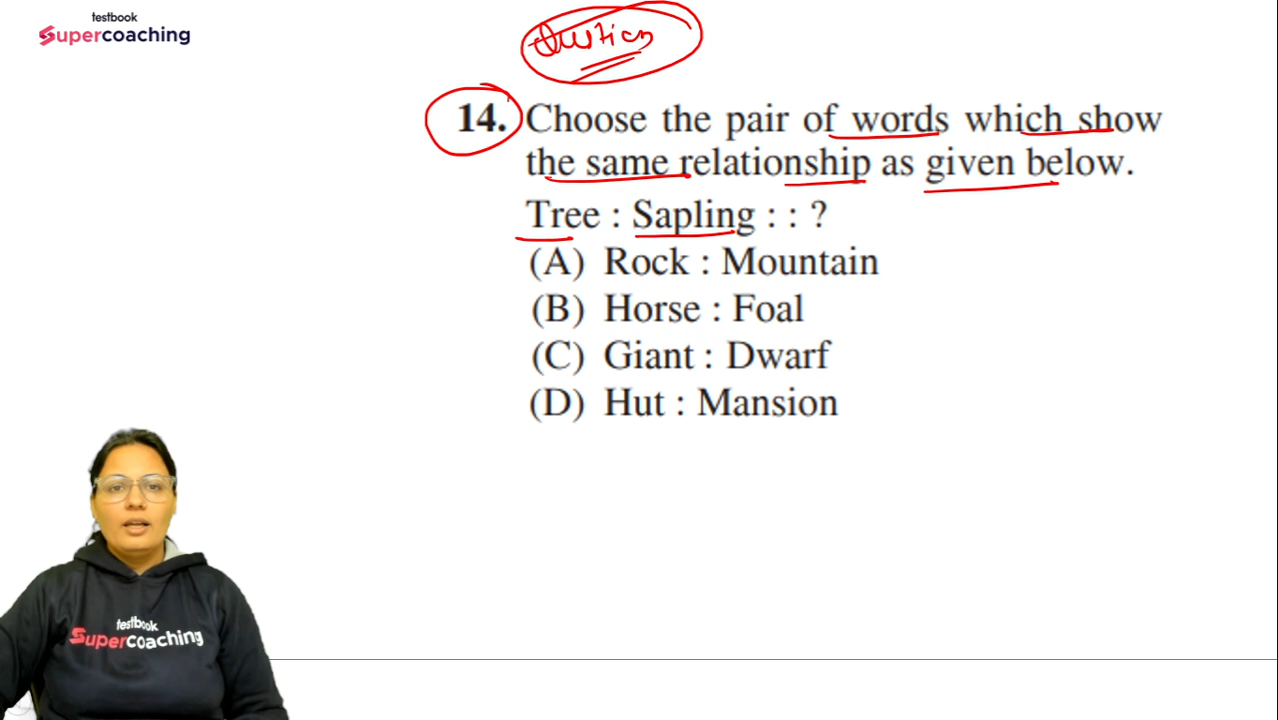 testbook
Supercoaching
Question
14. Choose the pair of words which show
the same relationship as given below.
Tree : Sapling : : ?
(A) Rock : Mountain
(B) Horse : Foal
(C) Giant : Dwarf
(D) Hut : Mansion
testbook
Supercoaching